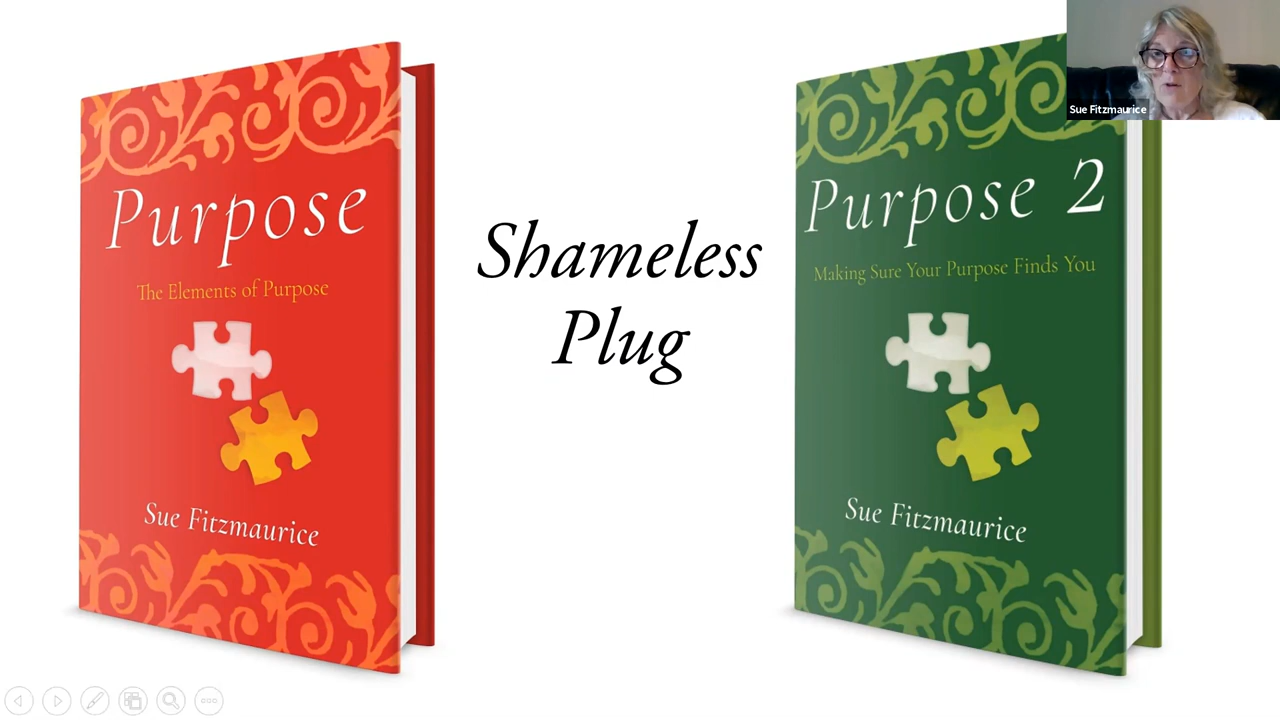 Purpose
The Elements of Purpose
Sue Fitzmaurice
Shameless
Plug
Purpose 2
Making Sure Your Purpose Finds You
Sue Fitzmaurice
Sue Fitzmaurice